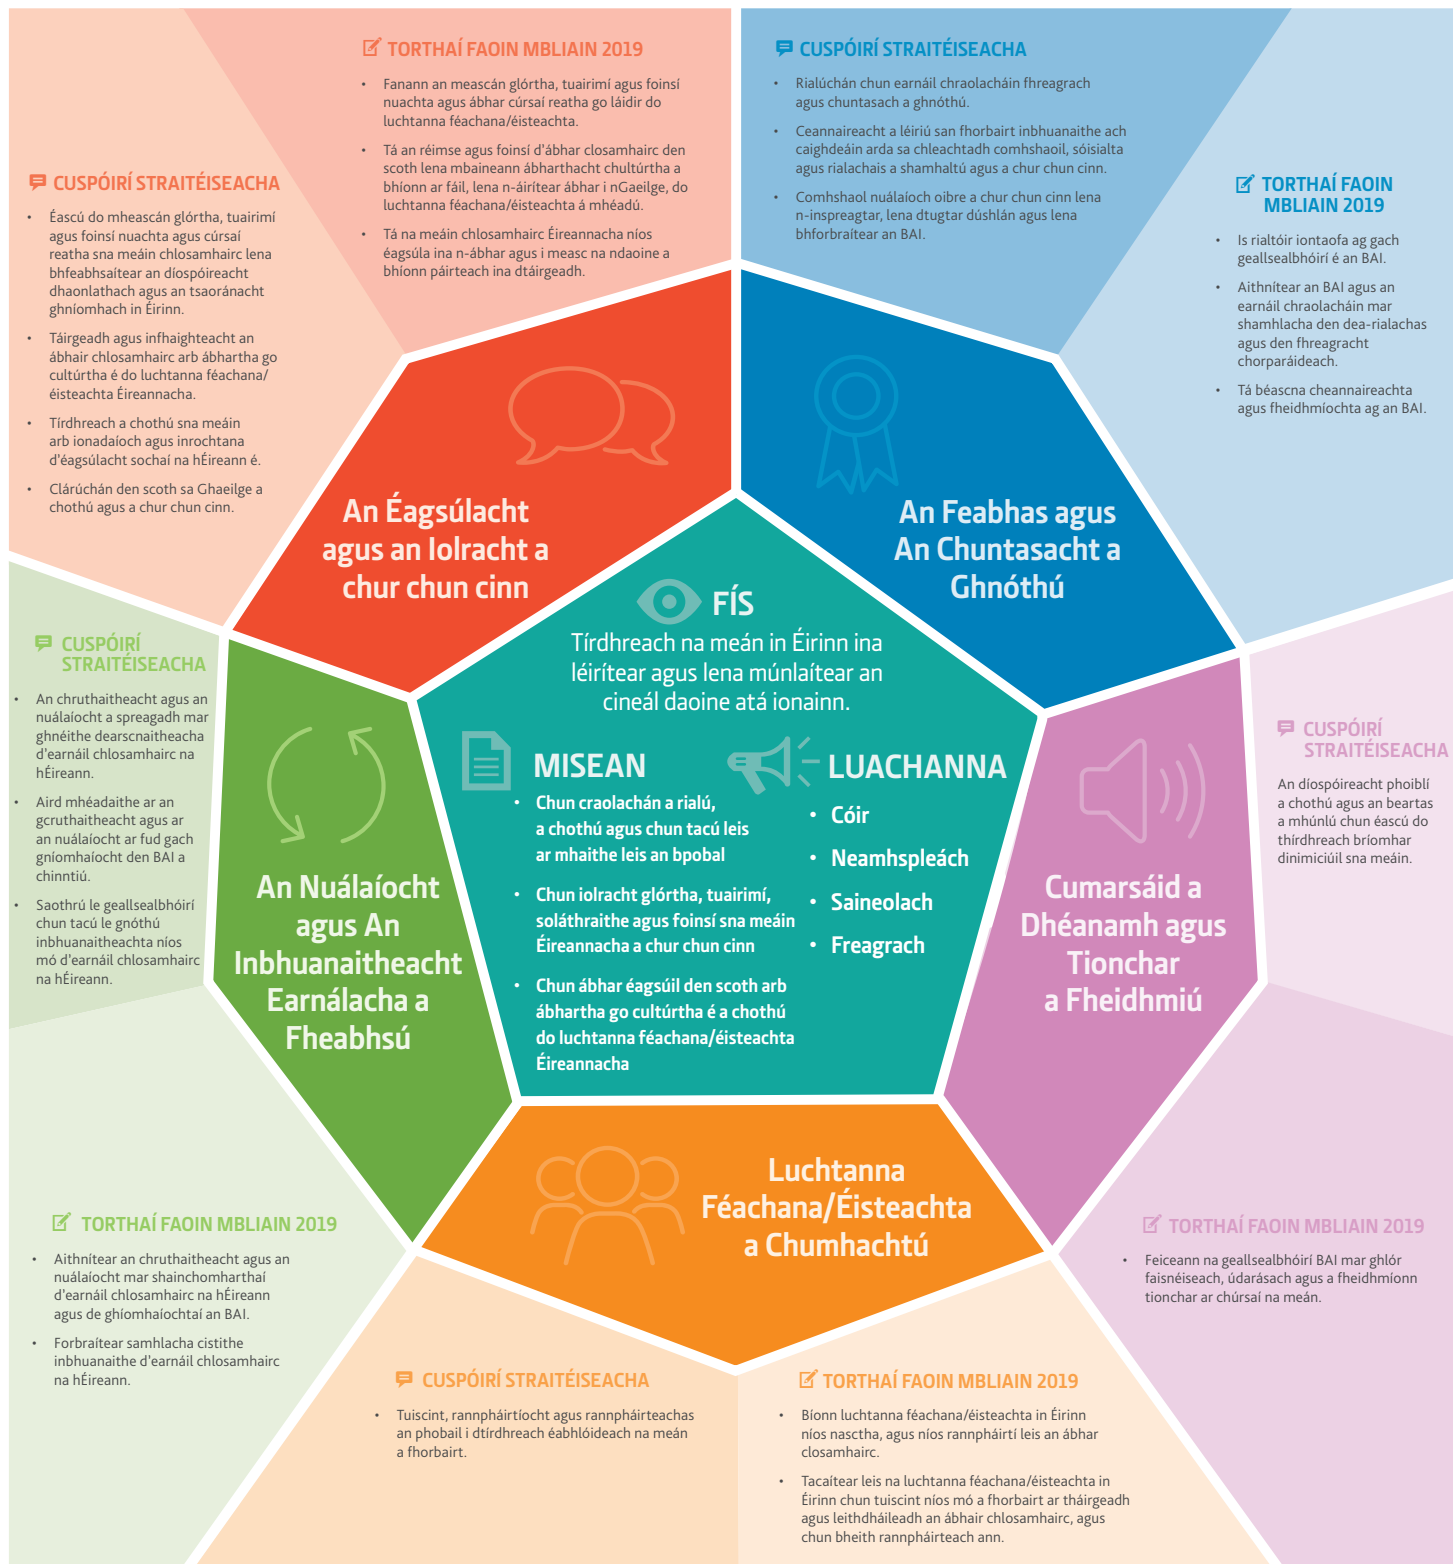 TORTHAÍ FAOIN MBLIAIN 2019
• Fanann an meascán glórtha, tuairimí agus foinsí
nuachta agus ábhar cúrsaí reatha go láidir do
luchtanna féachana/éisteachta.
• Tá an réimse agus foinsí d'ábhar closamhairc den
scoth lena mbaineann ábharthacht chultúrtha a
bhíonn ar fáil, lena n-áirítear ábhar i nGaeilge, do
luchtanna féachana/éisteachta á mhéadú.
• Tá na meáin chlosamhairc Éireannacha níos
éagsúla ina n-ábhar agus i measc na ndaoine a
bhíonn páirteach ina dtáirgeadh.
CUSPÓIRÍ STRAITÉISEACHA
• Rialúchán chun earnáil chraolacháin fhreagrach
agus chuntasach a ghnóthú.
• Ceannaireacht a léiriú san fhorbairt inbhuanaithe ach
caighdeáin arda sa chleachtadh comhshaoil, sóisialta
agus rialachais a shamhaltú agus a chur chun cinn.
• Comhshaol nuálaíoch oibre a chur chun cinn lena
n-inspreagtar, lena dtugtar dúshlán agus lena
bhforbraítear an BAI.
CUSPÓIRÍ STRAITÉISEACHA
• Éascú do mheascán glórtha, tuairimí
agus foinsí nuachta agus cúrsaí
reatha sna meáin chlosamhairc lena
bhfeabhsaítear an díospóireacht
dhaonlathach agus an tsaoránacht
ghníomhach in Éirinn.
• Táirgeadh agus infhaighteacht an
ábhair chlosamhairc arb ábhartha go
cultúrtha é do luchtanna féachana/
éisteachta Éireannacha.
• Tírdhreach a chothú sna meáin
arb ionadaíoch agus inrochtana
d'éagsúlacht sochaí na hÉireann é.
• Clárúchán den scoth sa Ghaeilge a
chothú agus a chur chun cinn.
TORTHAÍ FAOIN
MBLIAIN 2019
• Is rialtóir iontaofa ag gach
geallsealbhóirí é an BAI.
• Aithnítear an BAI agus an
earnáil chraolacháin mar
shamhlacha den dea-rialachas
agus den fhreagracht
chorparáideach.
• Tá béascna cheannaireachta
agus fheidhmíochta ag an BAI.
An Éagsúlacht
agus an Iolracht a
chur chun cinn
An Feabhas agus
An Chuntasacht a
Ghnóthú
FÍS
Tírdhreach na meán in Éirinn ina
léirítear agus lena múnlaítear an
cineál daoine atá ionainn.
MISEAN
• Chun craolachán a rialú,
a chothú agus chun tacú leis
ar mhaithe leis an bpobal
• Chun iolracht glórtha, tuairimí,
soláthraithe agus foinsí sna meáin
Éireannacha a chur chun cinn
• Chun ábhar éagsúil den scoth arb
ábhartha go cultúrtha é a chothú
do luchtanna féachana/éisteachta
Éireannacha
LUACHANNA
• Cóir
• Neamhspleách
• Saineolach
• Freagrach
CUSPÓIRÍ
STRAITÉISEACHA
• An chruthaitheacht agus an
nuálaíocht a spreagadh mar
ghnéithe dearscnaitheacha
d'earnáil chlosamhairc na
hÉireann.
• Aird mhéadaithe ar an
gcruthaitheacht agus ar
an nuálaíocht ar fud gach
gníomhaíocht den BAI a
chinntiú.
• Saothrú le geallsealbhóirí
chun tacú le gnóthú
inbhuanaitheachta níos
mó d'earnáil chlosamhairc
na hÉireann.
An Nuálaíocht
agus An
Inbhuanaitheacht
Earnálacha a
Fheabhsú
Cumarsáid a
Dhéanamh agus
Tionchar
a Fheidhmiú
CUSPÓIRÍ
STRAITÉISEACHA
An díospóireacht phoiblí
a chothú agus an beartas
a mhúnlú chun éascú do
thírdhreach bríomhar
dinimiciúil sna meáin.
Luchtanna
Féachana/Éisteachta
a Chumhachtú
TORTHAÍ FAOIN MBLIAIN 2019
• Aithnítear an chruthaitheacht agus an
nuálaíocht mar shainchomharthaí
d'earnáil chlosamhairc na hÉireann
agus de ghíomhaíochtaí an BAI.
• Forbraítear samhlacha cistithe
inbhuanaithe d'earnáil chlosamhairc
na hÉireann.
TORTHAÍ FAOIN MBLIAIN 2019
• Feiceann na geallsealbhóirí BAI mar ghlór
faisnéiseach, údarásach agus a fheidhmíonn
tionchar ar chúrsaí na meán.
CUSPÓIRÍ STRAITÉISEACHA
• Tuiscint, rannpháirtíocht agus rannpháirteachas
an phobail i dtírdhreach éabhlóideach na meán
a fhorbairt.
TORTHAÍ FAOIN MBLIAIN 2019
• Bíonn luchtanna féachana/éisteachta in Éirinn
níos nasctha, agus níos rannpháirtí leis an ábhar
closamhairc.
• Tacaítear leis na luchtanna féachana/éisteachta in
Éirinn chun tuiscint níos mó a fhorbairt ar tháirgeadh
agus leithdháileadh an ábhair chlosamhairc, agus
chun bheith rannpháirteach ann.